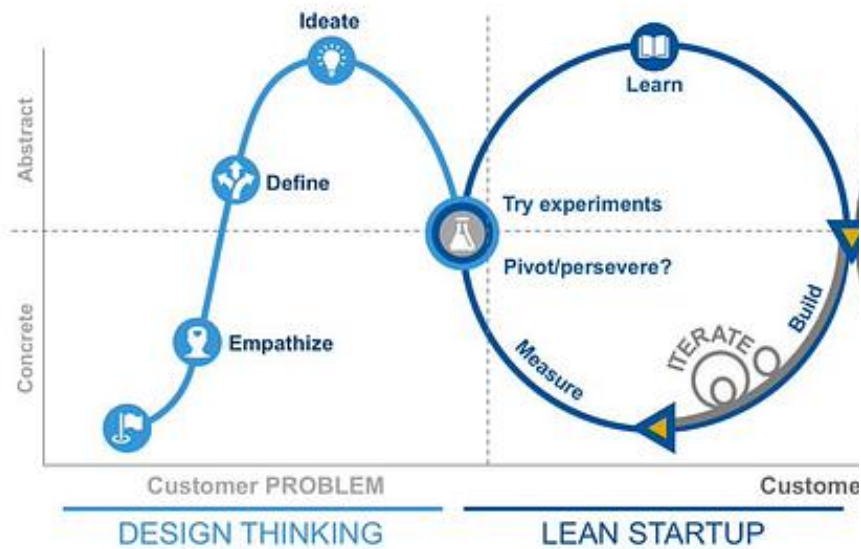 Ideate
Learn
Abstract
Define
Try experiments
Pivot/persevere?
Concrete
Empathize
Measure
ITERATE
Build
Customer PROBLEM
Custome
DESIGN THINKING
LEAN STARTUP